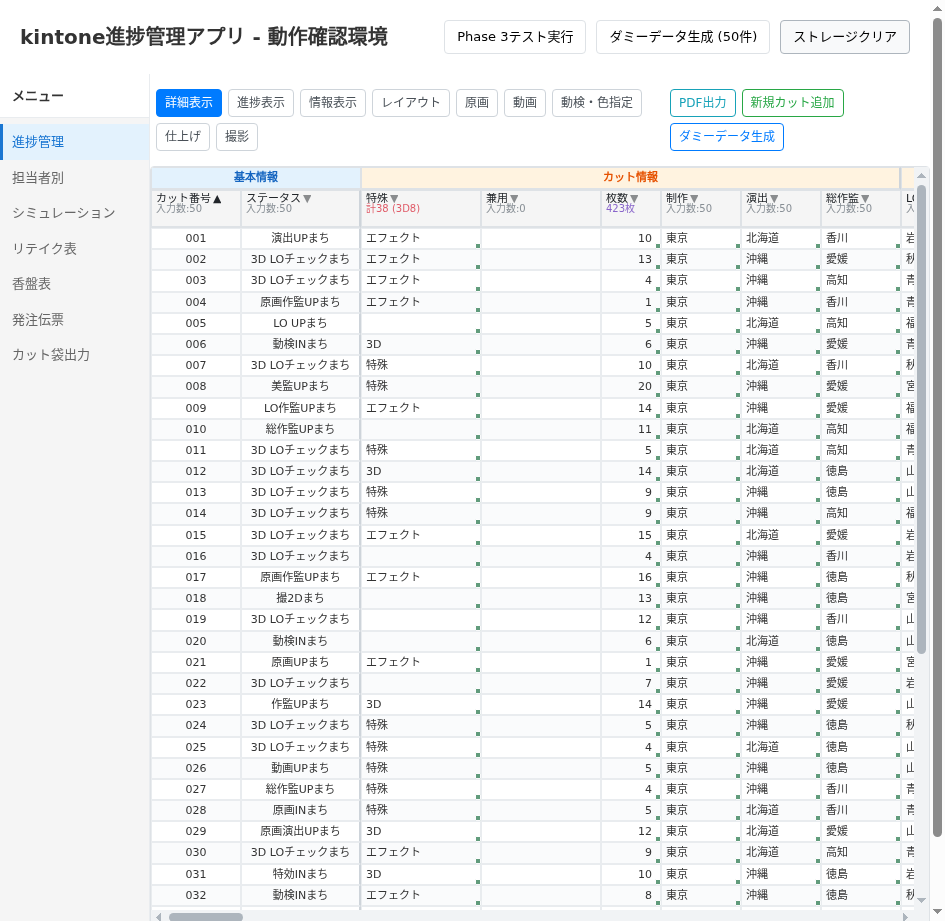 kintone進捗管理アプリ - 動作確認環境
Phase 3テスト実行
ダミーデータ生成 (50件)
ストレージクリア
メニュー
進捗管理
担当者別
シミュレーション
リテイク表
香盤表
発注伝票
カット袋出力
詳細表示 進捗表示 情報表示 レイアウト 原画 動画 動検・色指定
仕上げ 撮影
PDF出力 新規カット追加
ダミーデータ生成
基本情報 カット情報
カット番号▲ ステータス▼ 特殊▼ 兼用▼ 枚数▼ 制作▼ 演出▼ 総作監▼
入力数:50 入力数:50 計38 (3D8) 入力数:0 423枚 入力数:50 入力数:50 入力数:50
001 演出UPまち エフェクト 10 東京 北海道 香川
002 3D LOチェックまち エフェクト 13 東京 沖縄 愛媛
003 3D LOチェックまち エフェクト 4 東京 沖縄 高知
004 原画作監UPまち エフェクト 1 東京 沖縄 香川
005 LO UPまち 5 東京 北海道 高知
006 動検INまち 3D 6 東京 沖縄 愛媛
007 3D LOチェックまち 特殊 10 東京 北海道 香川
008 美監UPまち 特殊 20 東京 沖縄 愛媛
009 LO作監UPまち エフェクト 14 東京 沖縄 愛媛
010 総作監UPまち 11 東京 北海道 高知
011 3D LOチェックまち 特殊 5 東京 北海道 高知
012 3D LOチェックまち 3D 14 東京 北海道 徳島
013 3D LOチェックまち 特殊 9 東京 沖縄 徳島
014 3D LOチェックまち 特殊 9 東京 沖縄 高知
015 3D LOチェックまち エフェクト 15 東京 北海道 愛媛
016 3D LOチェックまち 4 東京 沖縄 香川
017 原画作監UPまち エフェクト 16 東京 沖縄 徳島
018 撮2Dまち 13 東京 沖縄 徳島
019 3D LOチェックまち 12 東京 沖縄 香川
020 動検INまち 6 東京 北海道 徳島
021 原画UPまち エフェクト 1 東京 沖縄 愛媛
022 3D LOチェックまち 7 東京 沖縄 愛媛
023 作監UPまち 3D 14 東京 沖縄 愛媛
024 3D LOチェックまち 特殊 5 東京 沖縄 徳島
025 3D LOチェックまち 特殊 4 東京 北海道 徳島
026 動画UPまち 特殊 5 東京 沖縄 徳島
027 総作監UPまち 特殊 4 東京 沖縄 香川
028 原画INまち 特殊 5 東京 北海道 香川
029 原画演出UPまち 3D 12 東京 北海道 愛媛
030 3D LOチェックまち エフェクト 9 東京 北海道 高知
031 特効INまち 3D 10 東京 沖縄 徳島
032 動検INまち エフェクト 8 東京 沖縄 徳島